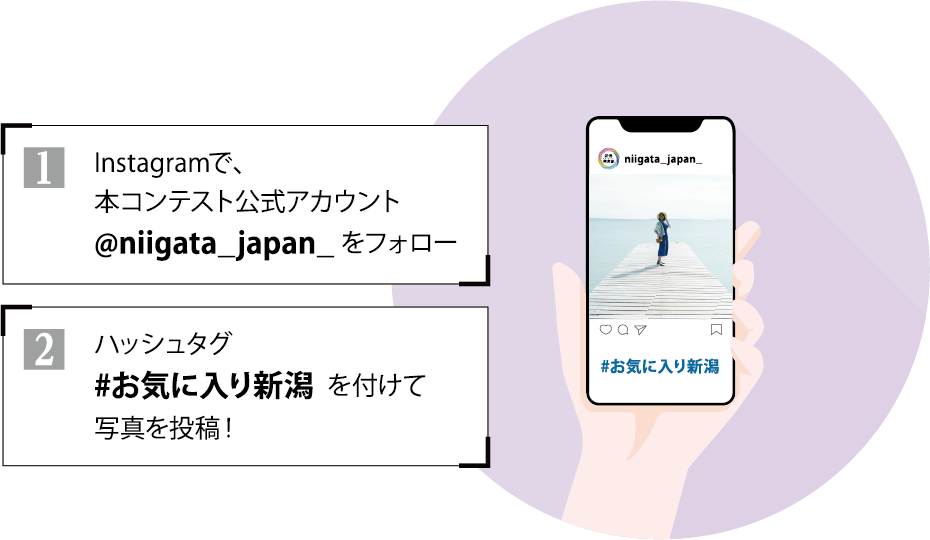 1
Instagramで、
本コンテスト公式アカウント
@niigata_japan_ をフォロー
2
ハッシュタグ
#お気に入り新潟 を付けて
写真を投稿！
niigata_japan_
#お気に入り新潟